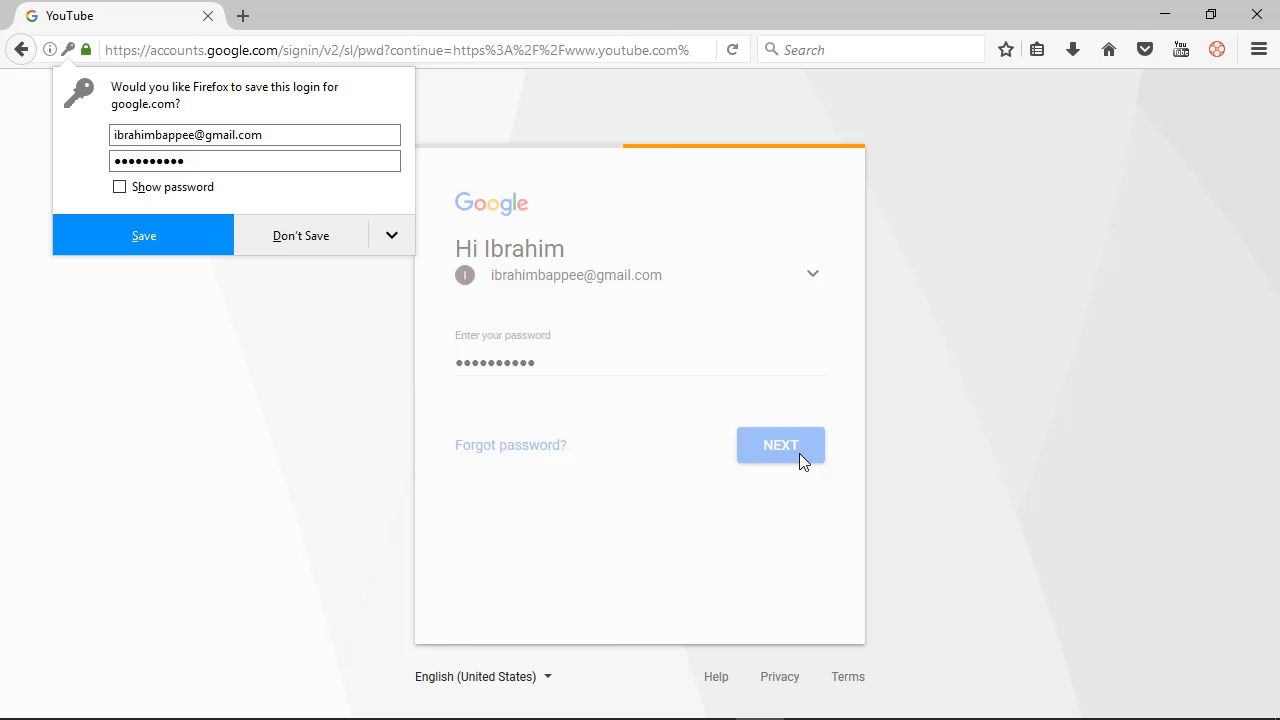 YouTube
https://accounts.google.com/signin/v2/sl/pwd?continue=https%3A%2F%2Fwww.youtube.com%
Search
You
Tube
Would you like Firefox to save this login for
google.com?
ibrahimbappee@gmail.com
••••••••••
Show password
Save
Don't Save
Google
Hi Ibrahim
I
ibrahimbappee@gmail.com
Enter your password
••••••••••
Forgot password?
NEXT
English (United States)
Help
Privacy
Terms